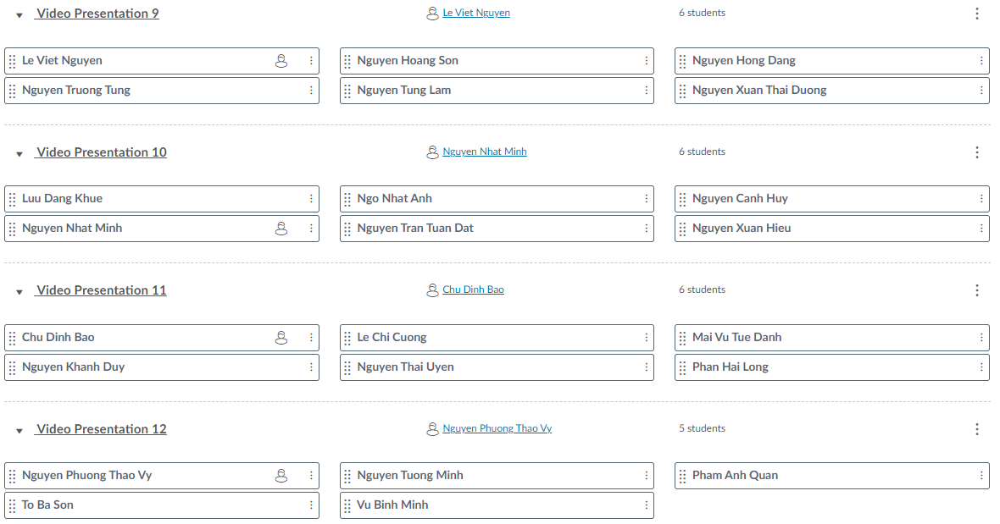 Video Presentation 9 Le Viet Nguyen 6 students
Le Viet Nguyen Nguyen Hoang Son Nguyen Hong Dang
Nguyen Truong Tung Nguyen Tung Lam Nguyen Xuan Thai Duong
Video Presentation 10 Nguyen Nhat Minh 6 students
Luu Dang Khue Ngo Nhat Anh Nguyen Canh Huy
Nguyen Nhat Minh Nguyen Tran Tuan Dat Nguyen Xuan Hieu
Video Presentation 11 Chu Dinh Bao 6 students
Chu Dinh Bao Le Chi Cuong Mai Vu Tue Danh
Nguyen Khanh Duy Nguyen Thai Uyen Phan Hai Long
Video Presentation 12 Nguyen Phuong Thao Vy 5 students
Nguyen Phuong Thao Vy Nguyen Tuong Minh Pham Anh Quan
To Ba Son Vu Binh Minh